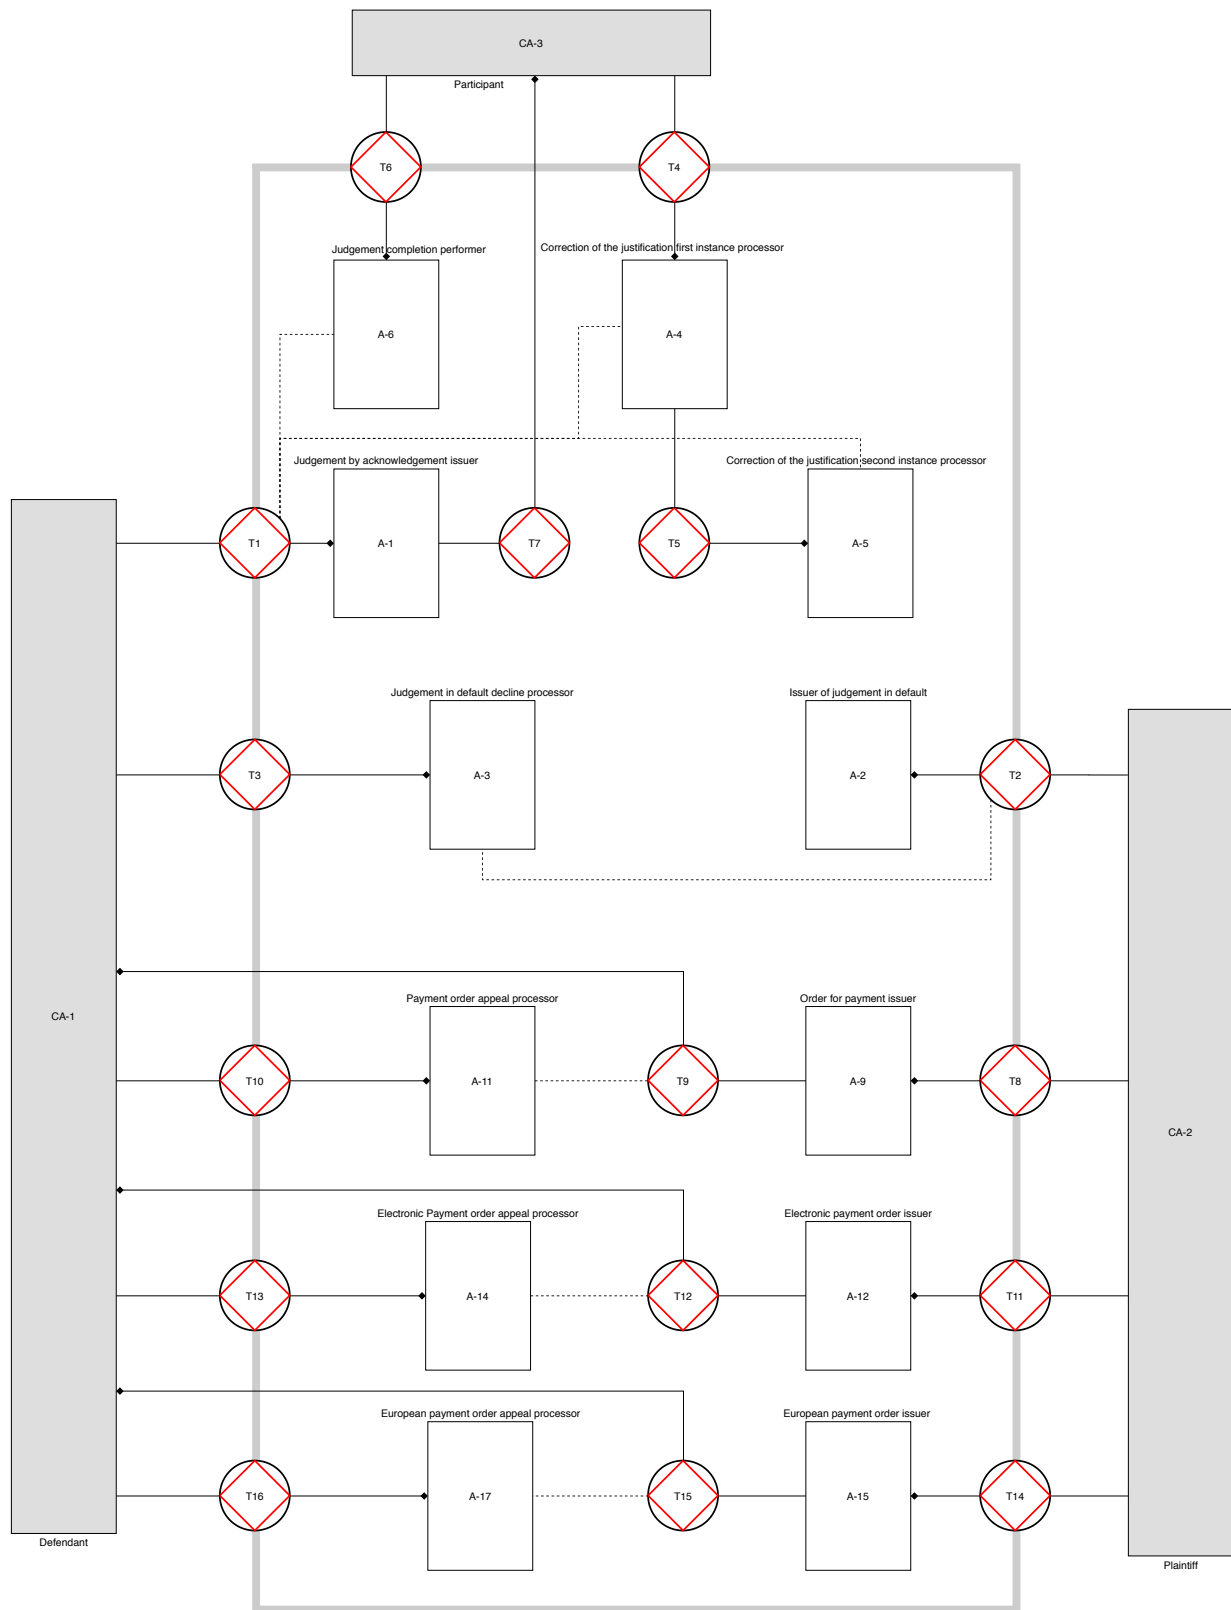 CA-3
Participant
T6
T4
Judgement completion performer
Correction of the justification first instance processor
A-6
A-4
Judgement by acknowledgement issuer
Correction of the justification second instance processor
T1
A-1
T7
T5
A-5
Judgement in default decline processor
Issuer of judgement in default
T3
A-3
A-2
T2
Payment order appeal processor
Order for payment issuer
CA-1
T10
A-11
T9
A-9
T8
CA-2
Electronic Payment order appeal processor
Electronic payment order issuer
T13
A-14
T12
A-12
T11
European payment order appeal processor
European payment order issuer
T16
A-17
T15
A-15
T14
Defendant
Plaintiff